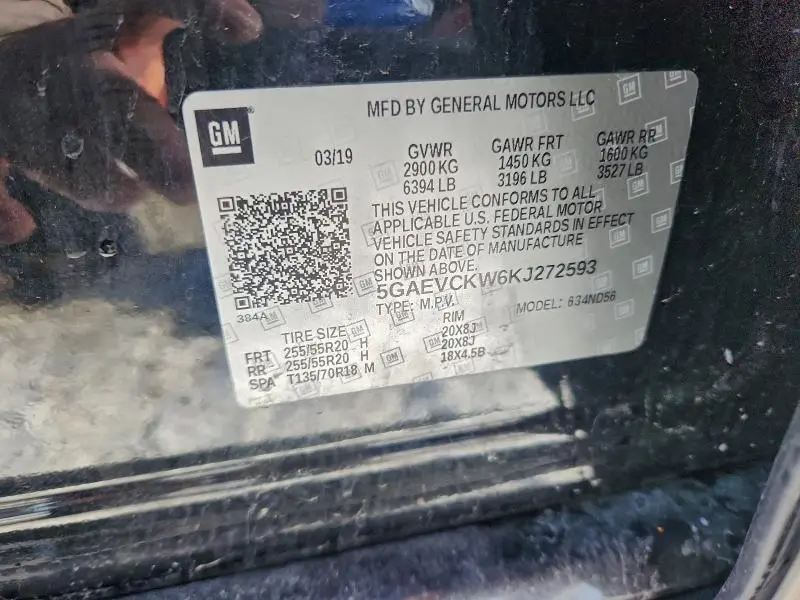 GM
MFD BY GENERAL MOTORS LLC
03/19
GVWR
2900 KG
6394 LB
GAWR FRT
1450 KG
3196 LB
GAWR RR
1600 KG
3527 LB
THIS VEHICLE CONFORMS TO ALL
APPLICABLE U.S. FEDERAL MOTOR
VEHICLE SAFETY STANDARDS IN EFFECT
ON THE DATE OF MANUFACTURE
SHOWN ABOVE.
5GAEVCKW6KJ272593
TYPE: M.P.V.
MODEL: 634ND56
384A
TIRE SIZE RIM
FRT 255/55R20 H 20X8J
RR 255/55R20 H 20X8J
SPA T135/70R18 M 18X4.5B